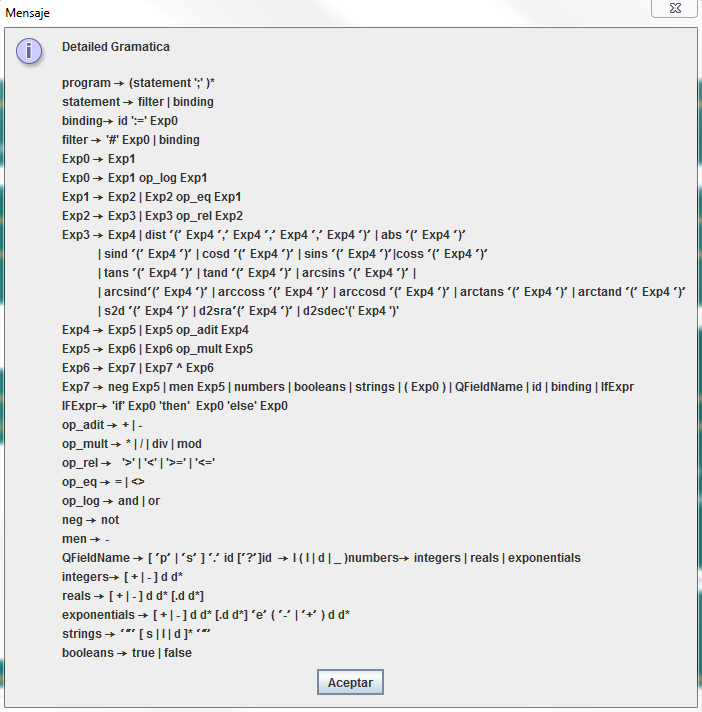 Mensaje
Detailed Gramatica
program → (statement ';' )*
statement → filter | binding
binding→ id ':=' Exp0
filter → '#' Exp0 | binding
Exp0 → Exp1
Exp0 → Exp1 op_log Exp1
Exp1 → Exp2 | Exp2 op_eq Exp1
Exp2 → Exp3 | Exp3 op_rel Exp2
Exp3 → Exp4 | dist ‘(’ Exp4 ‘,’ Exp4 ‘,’ Exp4 ‘,’ Exp4 ‘)’ | abs ‘(’ Exp4 ‘)’
| sind ‘(’ Exp4 ‘)’ | cosd ‘(’ Exp4 ‘)’ | sins ‘(’ Exp4 ‘)’|coss ‘(’ Exp4 ‘)’
| tans ‘(’ Exp4 ‘)’ | tand ‘(’ Exp4 ‘)’ | arcsins ‘(’ Exp4 ‘)’ |
| arcsind‘(’ Exp4 ‘)’ | arccoss ‘(’ Exp4 ‘)’ | arccosd ‘(’ Exp4 ‘)’ | arctans ‘(’ Exp4 ‘)’ | arctand ‘(’ Exp4 ‘)’
| s2d ‘(’ Exp4 ‘)’ | d2sra‘(’ Exp4 ‘)’ | d2sdec'(' Exp4 ')'
Exp4 → Exp5 | Exp5 op_adit Exp4
Exp5 → Exp6 | Exp6 op_mult Exp5
Exp6 → Exp7 | Exp7 ^ Exp6
Exp7 → neg Exp5 | men Exp5 | numbers | booleans | strings | ( Exp0 ) | QFieldName | id | binding | IfExpr
IFExpr→ 'if' Exp0 'then'  Exp0 'else' Exp0
op_adit → + | -
op_mult → * | / | div | mod
op_rel →   '>' | '<' | '>=' | '<='
op_eq → = | <>
op_log → and | or
neg → not
men → -
QFieldName → [ ‘p’ | ‘s’ ] ‘.’ id [‘?’]id  → l ( l | d | _ )numbers→ integers | reals | exponentials
integers→ [ + | - ] d d*
reals → [ + | - ] d d* [.d d*]
exponentials → [ + | - ] d d* [.d d*] ‘e’ ( ‘-’ | ‘+’ ) d d*
strings → ‘“’ [ s | l | d ]* ‘“’
booleans → true | false
Aceptar